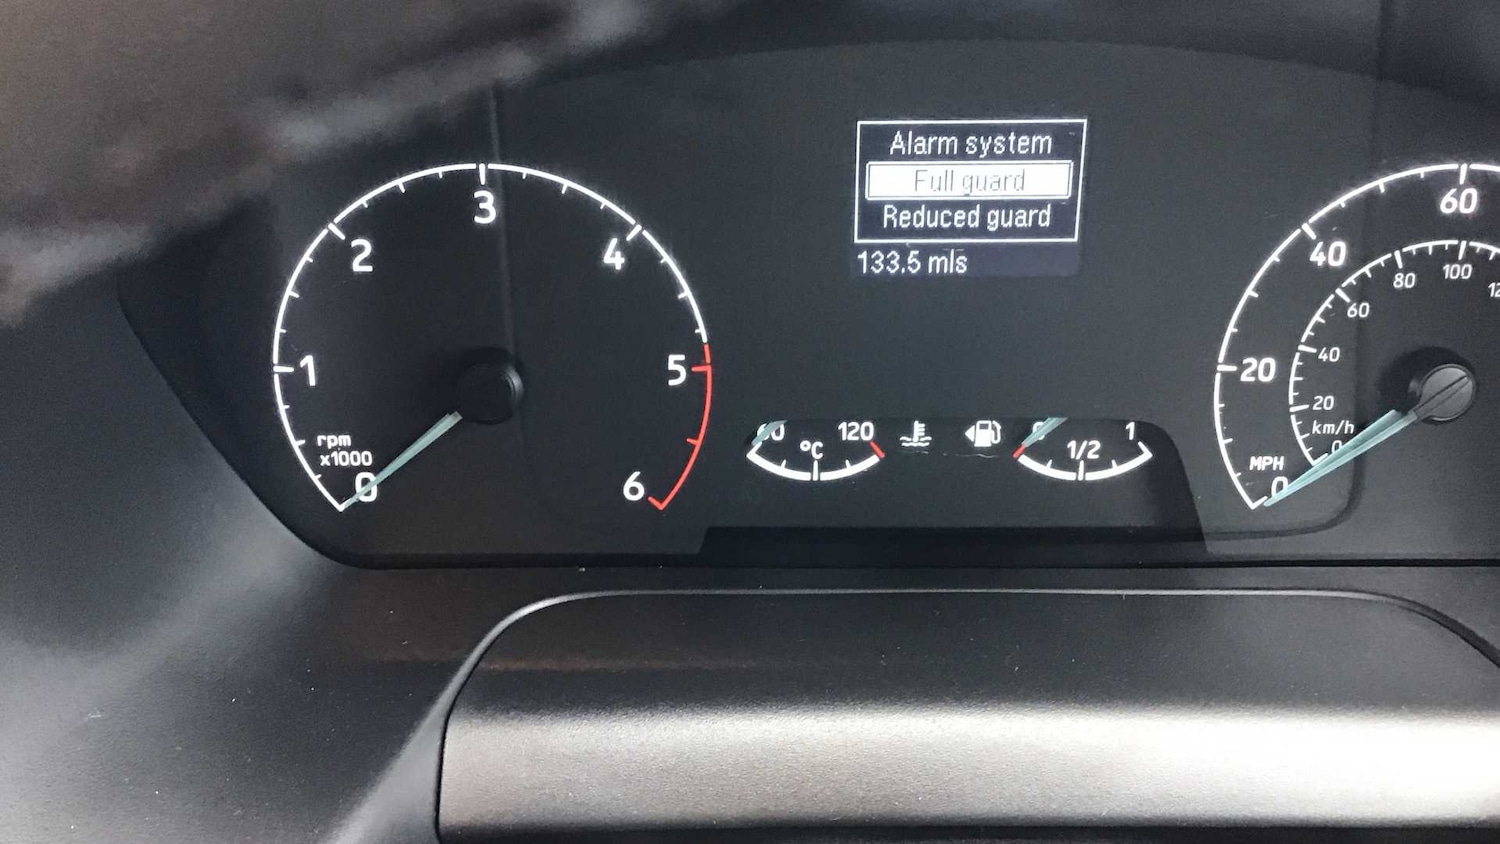 Alarm system
Full guard
Reduced guard
133.5 mls
3
2
4
1
5
rpm
x1000
0
6
120
°C
1/2
1
60
40
20
MPH
0
100
80
60
40
20
km/h
0